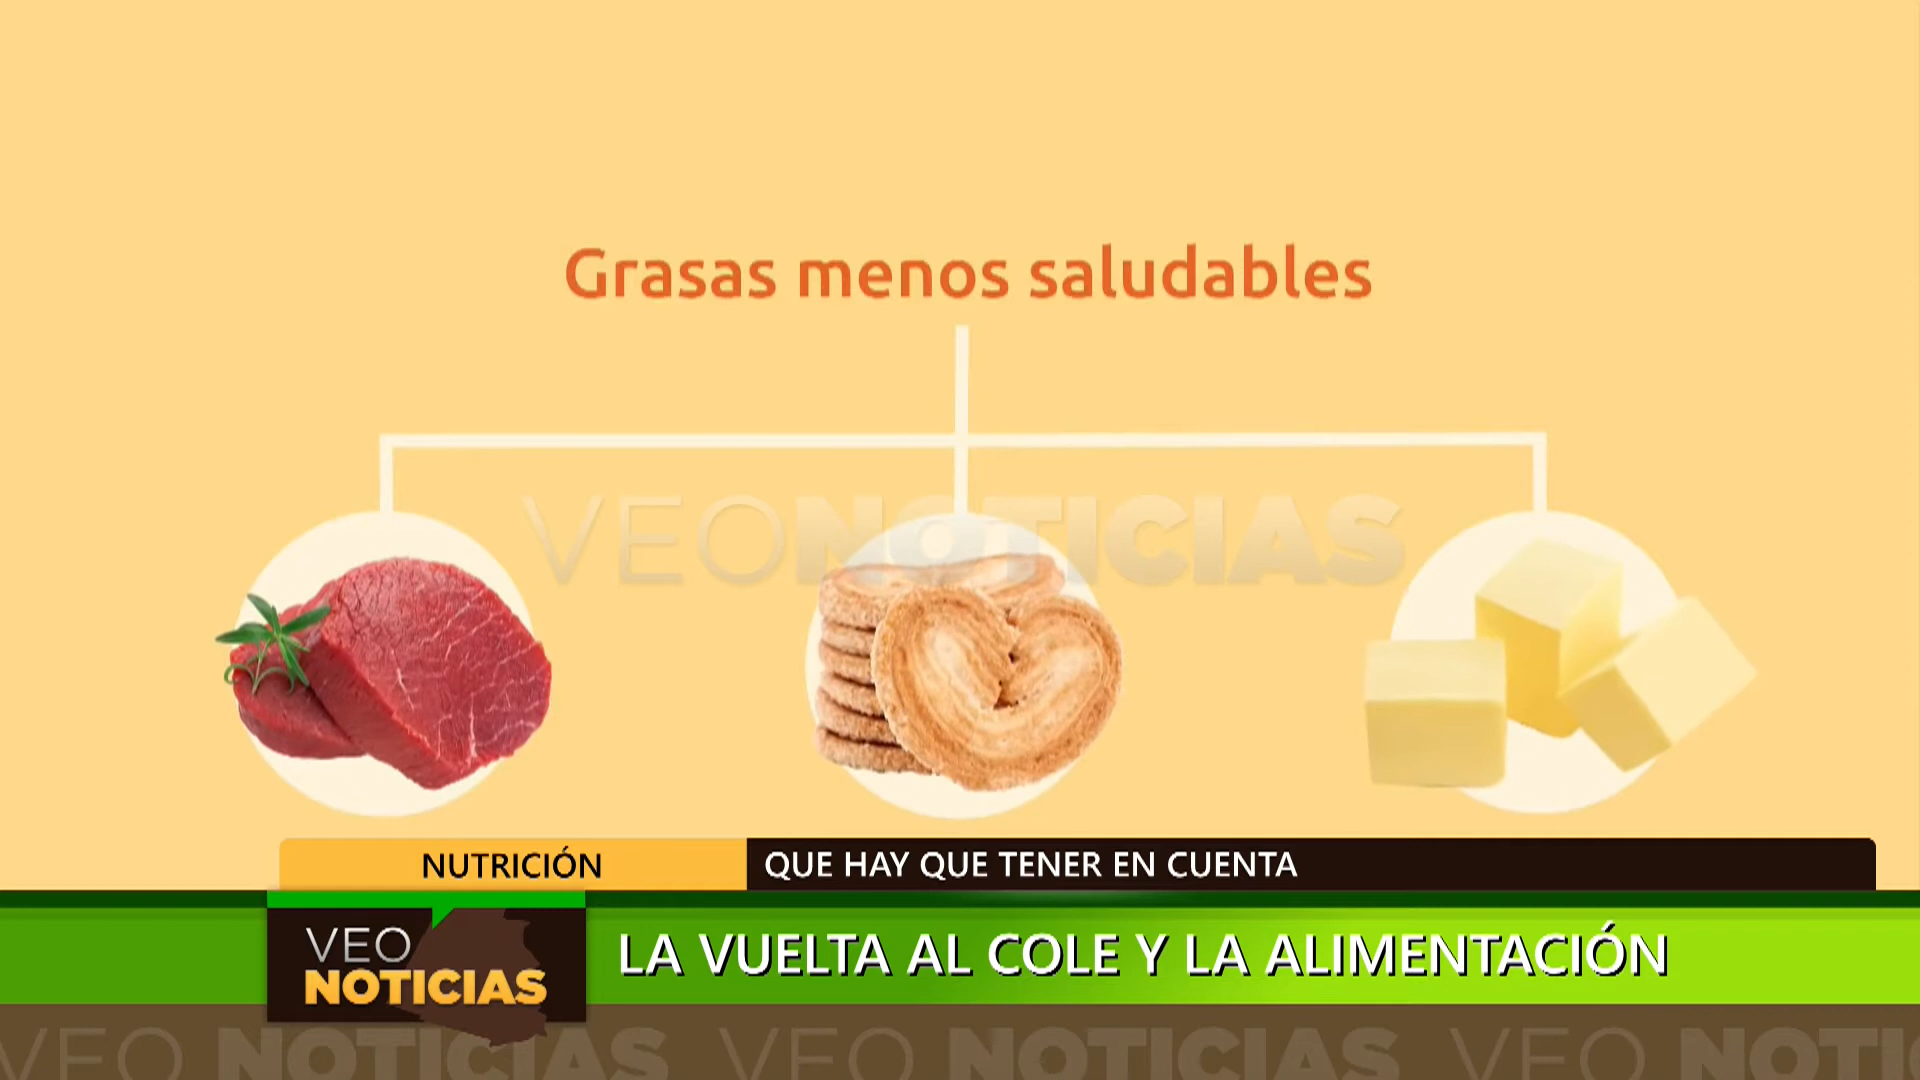 Grasas menos saludables
VEONOTICIAS
NUTRICIÓN
QUE HAY QUE TENER EN CUENTA
VEO
NOTICIAS
LA VUELTA AL COLE Y LA ALIMENTACIÓN
VEO NOTICIAS VEO NOTICIAS VEO NOTIC